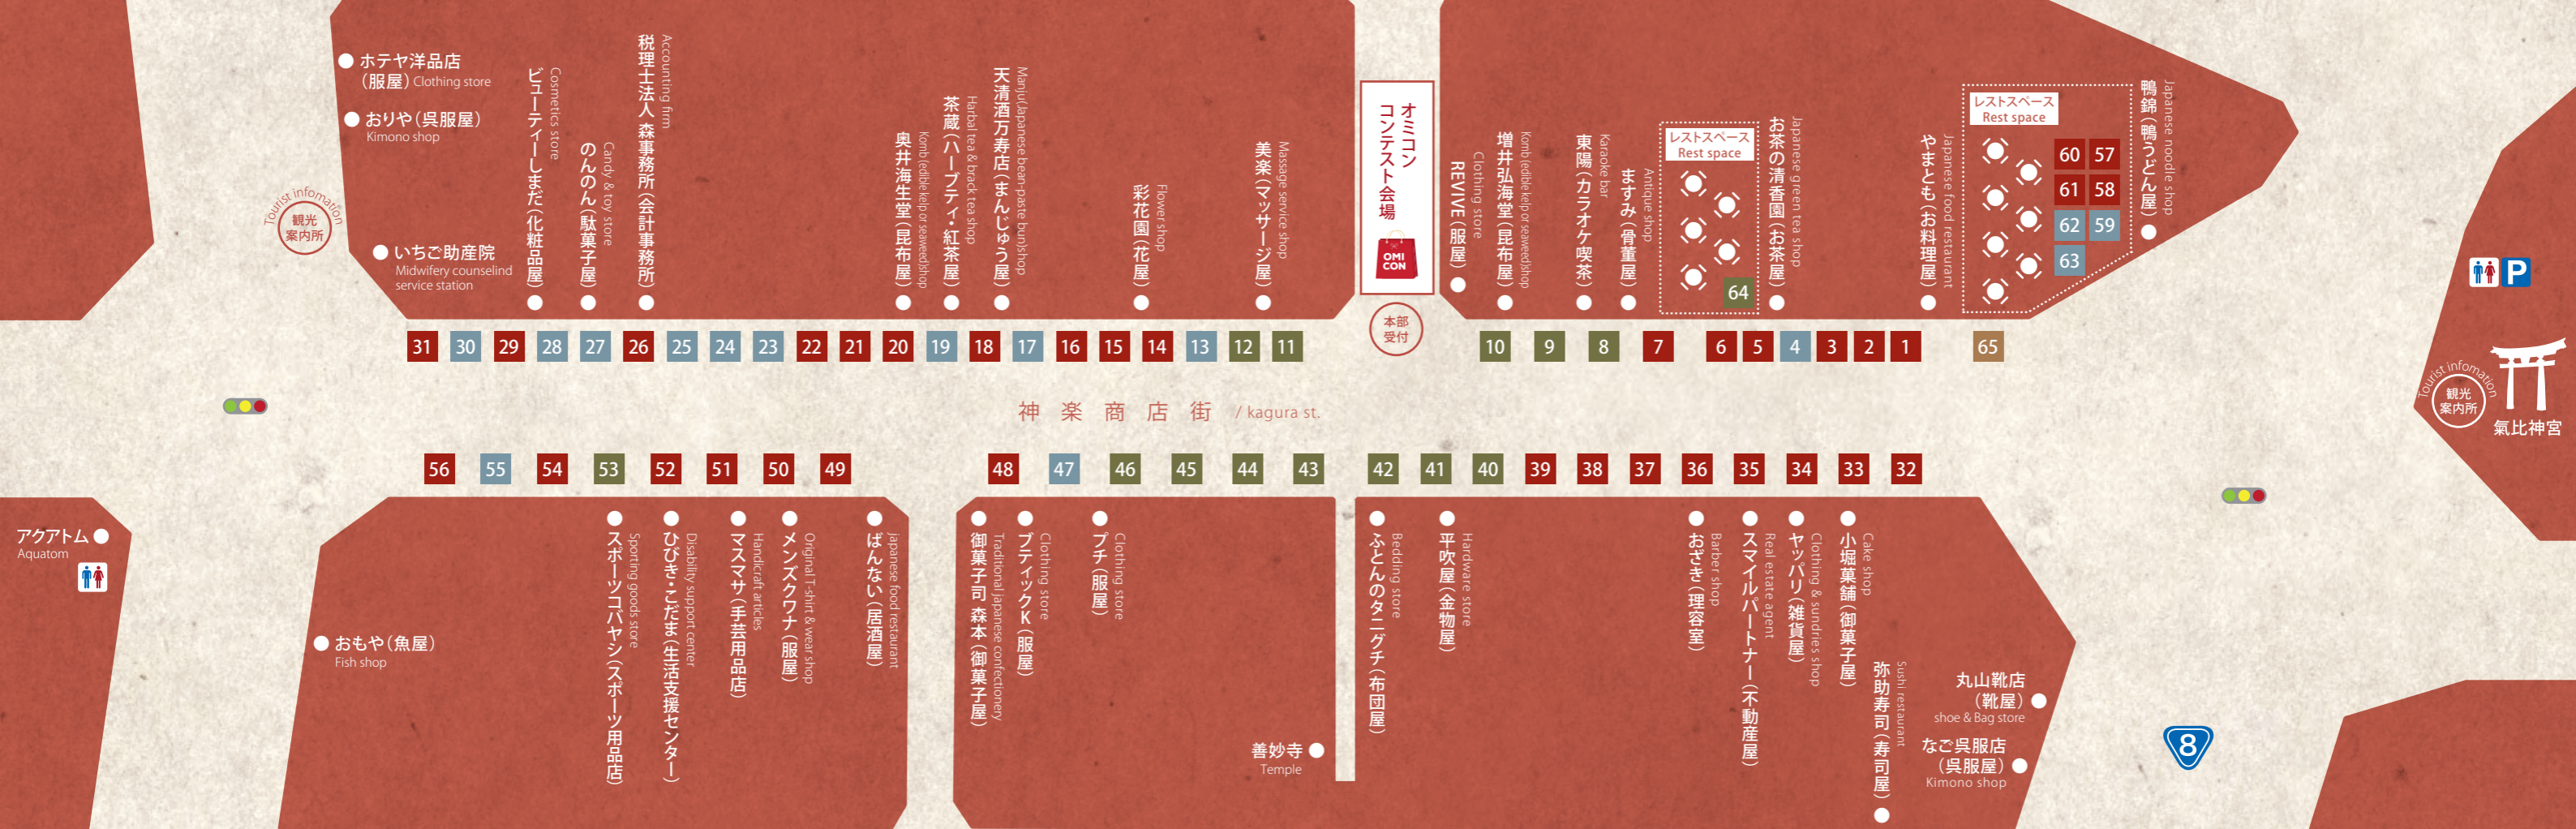 ホテヤ洋品店
（服屋）Clothing store
おりや（呉服屋）
Kimono shop
Tourist infomation
観光
案内所
いちご助産院
Midwifery counselind
service station
ビューティーしまだ（化粧品屋）
Cosmetics store
のんのん（駄菓子屋）
Candy & toy store
税理士法人 森事務所（会計事務所）
Accounting firm
奥井海生堂（昆布屋）
Komb(edible kelp or seaweed)shop
茶蔵（ハーブティ・紅茶屋）
Harbal tea & brack tea shop
天清酒万寿店（まんじゅう屋）
Manju(Japanese bean-paste bun)shop
彩花園（花屋）
Flower shop
美楽（マッサージ屋）
Massage service shop
オミコン
コンテスト会場
OMI
CON
本部
受付
REVIVE（服屋）
Clothing store
増井弘海堂（昆布屋）
Komb(edible kelp or seaweed)shop
東陽（カラオケ喫茶）
Karaoke bar
ますみ（骨董屋）
Antique shop
レストスペース
Rest space
64
お茶の清香園（お茶屋）
Japanese green tea shop
やまとも（お料理屋）
Japanese food restaurant
レストスペース
Rest space
60 57
61 58
62 59
63
鴨錦（鴨うどん屋）
Japanese noodle shop
P
Tourist infomation
観光
案内所
氣比神宮
31 30 29 28 27 26 25 24 23 22 21 20 19 18 17 16 15 14 13 12 11 10 9 8 7 6 5 4 3 2 1 65
神楽商店街 / kagura st.
56 55 54 53 52 51 50 49 48 47 46 45 44 43 42 41 40 39 38 37 36 35 34 33 32
アクアトム
Aquatom
おもや（魚屋）
Fish shop
スポーツコバヤシ（スポーツ用品店）
Sporting goods store
ひびき・こだま（生活支援センター）
Disability support center
マスマサ（手芸用品店）
Handicraft articles
メンズクワナ（服屋）
Original T-shirt & wear shop
ばんない（居酒屋）
Japanese food restaurant
御菓子司 森本（御菓子屋）
Traditional japanese confectionery
ブティックK（服屋）
Clothing store
プチ（服屋）
Clothing store
善妙寺
Temple
ふとんのタニグチ（布団屋）
Bedding store
平吹屋（金物屋）
Hardware store
おざき（理容室）
Barber shop
スマイルパートナー（不動産屋）
Real estate agent
ヤッパリ（雑貨屋）
Clothing & sundries shop
小堀菓舗（御菓子屋）
Cake shop
弥助寿司（寿司屋）
Sushi restaurant
丸山靴店
（靴屋）
shoe & Bag store
なご呉服店
（呉服屋）
Kimono shop
8